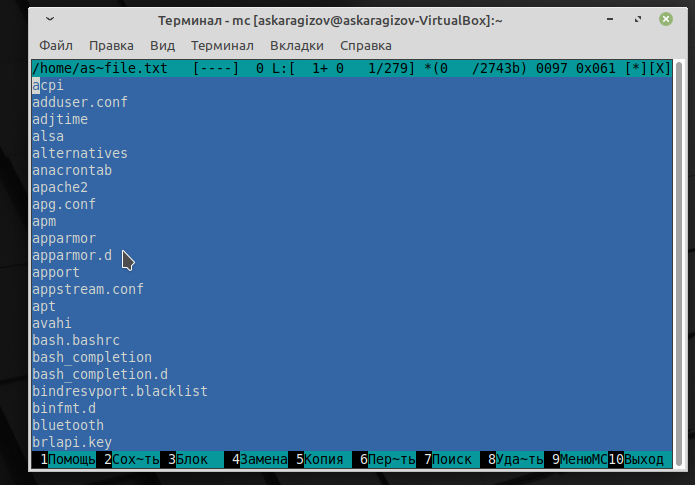 Терминал - mc [askaragizov@askaragizov-VirtualBox]:~
Файл Правка Вид Терминал Вкладки Справка
/home/as~file.txt [----] 0 L:[ 1+ 0 1/279] *(0 /2743b) 0097 0x061 [*][X]
acpi
adduser.conf
adjtime
alsa
alternatives
anacrontab
apache2
apg.conf
apm
apparmor
apparmor.d
apport
appstream.conf
apt
avahi
bash.bashrc
bash_completion
bash_completion.d
bindresvport.blacklist
binfmt.d
bluetooth
brlapi.key
1Помощь 2Сох~ть 3Блок 4Замена 5Копия 6Пер~ть 7Поиск 8Уда~ть 9МенюМС 10Выход